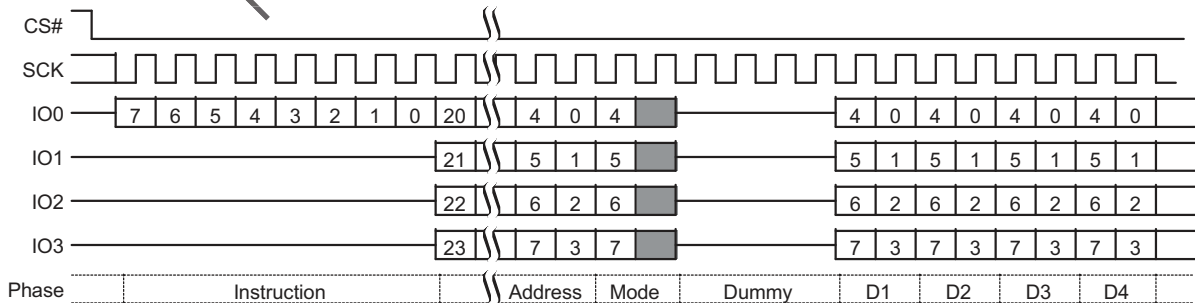 CS#
SCK
IO0 7 6 5 4 3 2 1 0 20 4 0 4 4 0 4 0 4 0 4 0
IO1 21 5 1 5 5 1 5 1 5 1 5 1
IO2 22 6 2 6 6 2 6 2 6 2 6 2
IO3 23 7 3 7 7 3 7 3 7 3 7 3
Phase Instruction Address Mode Dummy D1 D2 D3 D4